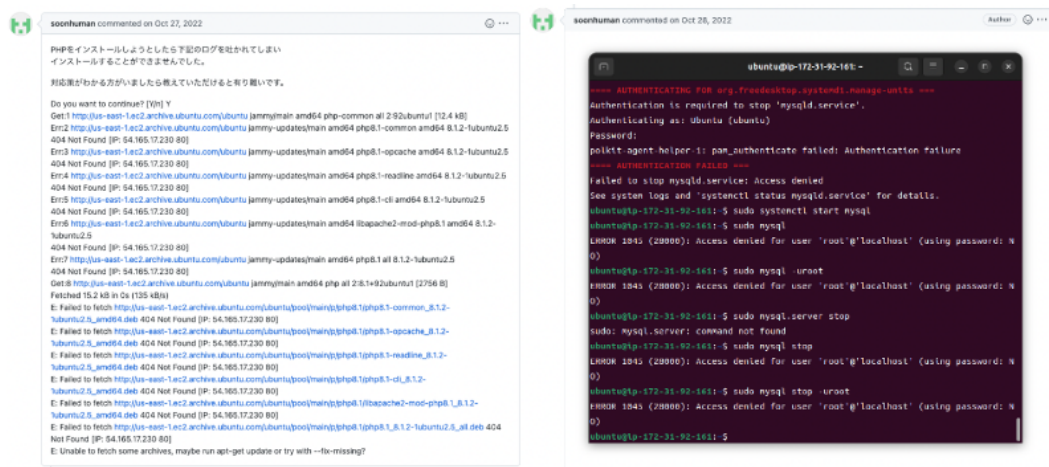 soonhuman commented on Oct 27, 2022
PHPをインストールしようとしたら下記のログを吐かれてしまい
インストールすることができませんでした。
対応策がわかる方がいましたら教えていただけると有り難いです。
Do you want to continue? [Y/n] Y
Get:1 http://us-east-1.ec2.archive.ubuntu.com/ubuntu jammy/main amd64 php-common all 2:92ubuntu1 [12.4 kB]
Err:2 http://us-east-1.ec2.archive.ubuntu.com/ubuntu jammy-updates/main amd64 php8.1-common amd64 8.1.2-1ubuntu2.5
404 Not Found [IP: 54.165.17.230 80]
Err:3 http://us-east-1.ec2.archive.ubuntu.com/ubuntu jammy-updates/main amd64 php8.1-opcache amd64 8.1.2-1ubuntu2.5
404 Not Found [IP: 54.165.17.230 80]
Err:4 http://us-east-1.ec2.archive.ubuntu.com/ubuntu jammy-updates/main amd64 php8.1-readline amd64 8.1.2-1ubuntu2.5
404 Not Found [IP: 54.165.17.230 80]
Err:5 http://us-east-1.ec2.archive.ubuntu.com/ubuntu jammy-updates/main amd64 php8.1-cli amd64 8.1.2-1ubuntu2.5
404 Not Found [IP: 54.165.17.230 80]
Err:6 http://us-east-1.ec2.archive.ubuntu.com/ubuntu jammy-updates/main amd64 libapache2-mod-php8.1 amd64 8.1.2-
1ubuntu2.5
404 Not Found [IP: 54.165.17.230 80]
Err:7 http://us-east-1.ec2.archive.ubuntu.com/ubuntu jammy-updates/main amd64 php8.1 all 8.1.2-1ubuntu2.5
404 Not Found [IP: 54.165.17.230 80]
Get:8 http://us-east-1.ec2.archive.ubuntu.com/ubuntu jammy/main amd64 php all 2:8.1+92ubuntu1 [2756 B]
Fetched 15.2 kB in 0s (135 kB/s)
E: Failed to fetch http://us-east-1.ec2.archive.ubuntu.com/ubuntu/pool/main/p/php8.1/php8.1-common_8.1.2-
1ubuntu2.5_amd64.deb 404 Not Found [IP: 54.165.17.230 80]
E: Failed to fetch http://us-east-1.ec2.archive.ubuntu.com/ubuntu/pool/main/p/php8.1/php8.1-opcache_8.1.2-
1ubuntu2.5_amd64.deb 404 Not Found [IP: 54.165.17.230 80]
E: Failed to fetch http://us-east-1.ec2.archive.ubuntu.com/ubuntu/pool/main/p/php8.1/php8.1-readline_8.1.2-
1ubuntu2.5_amd64.deb 404 Not Found [IP: 54.165.17.230 80]
E: Failed to fetch http://us-east-1.ec2.archive.ubuntu.com/ubuntu/pool/main/p/php8.1/php8.1-cli_8.1.2-
1ubuntu2.5_amd64.deb 404 Not Found [IP: 54.165.17.230 80]
E: Failed to fetch http://us-east-1.ec2.archive.ubuntu.com/ubuntu/pool/main/p/php8.1/libapache2-mod-php8.1_8.1.2-
1ubuntu2.5_amd64.deb 404 Not Found [IP: 54.165.17.230 80]
E: Failed to fetch http://us-east-1.ec2.archive.ubuntu.com/ubuntu/pool/main/p/php8.1/php8.1_8.1.2-1ubuntu2.5_all.deb 404
Not Found [IP: 54.165.17.230 80]
E: Unable to fetch some archives, maybe run apt-get update or try with --fix-missing?
soonhuman commented on Oct 28, 2022
Author
ubuntu@ip-172-31-92-161: ~
==== AUTHENTICATING FOR org.freedesktop.systemd1.manage-units ===
Authentication is required to stop 'mysqld.service'.
Authenticating as: Ubuntu (ubuntu)
Password:
polkit-agent-helper-1: pam_authenticate failed: Authentication failure
==== AUTHENTICATION FAILED ===
Failed to stop mysqld.service: Access denied
See system logs and 'systemctl status mysqld.service' for details.
ubuntu@ip-172-31-92-161:~$ sudo systemctl start mysql
ubuntu@ip-172-31-92-161:~$ sudo mysql
ERROR 1045 (28000): Access denied for user 'root'@'localhost' (using password: N
O)
ubuntu@ip-172-31-92-161:~$ sudo mysql -uroot
ERROR 1045 (28000): Access denied for user 'root'@'localhost' (using password: N
O)
ubuntu@ip-172-31-92-161:~$ sudo mysql.server stop
sudo: mysql.server: command not found
ubuntu@ip-172-31-92-161:~$ sudo mysql stop
ERROR 1045 (28000): Access denied for user 'root'@'localhost' (using password: N
O)
ubuntu@ip-172-31-92-161:~$ sudo mysql stop -uroot
ERROR 1045 (28000): Access denied for user 'root'@'localhost' (using password: N
O)
ubuntu@ip-172-31-92-161:~$